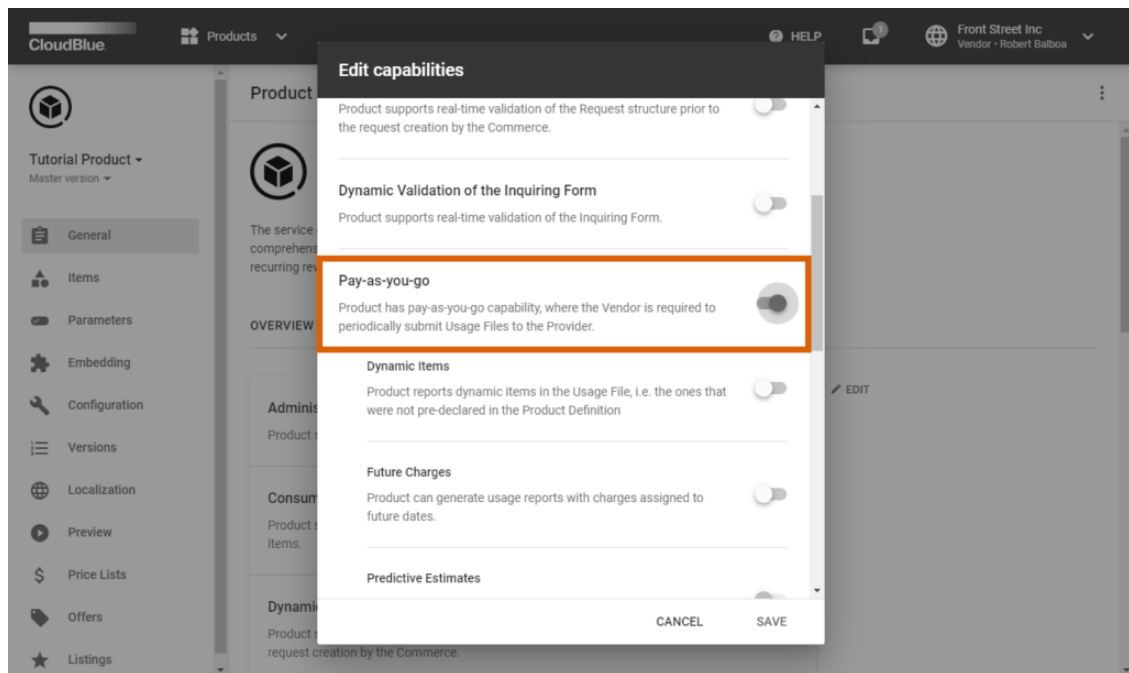 CloudBlue
Products
HELP
1
Front Street Inc
Vendor • Robert Balboa
Tutorial Product
Master version
General
Items
Parameters
Embedding
Configuration
Versions
Localization
Preview
Price Lists
Offers
Listings
Product
The service
comprehens
recurring rev
OVERVIEW
EDIT
Adminis
Product s
Consum
Product s
items.
Dynami
Product s
request creation by the Commerce.
Edit capabilities
Product supports real-time validation of the Request structure prior to
the request creation by the Commerce.
Dynamic Validation of the Inquiring Form
Product supports real-time validation of the Inquiring Form.
Pay-as-you-go
Product has pay-as-you-go capability, where the Vendor is required to
periodically submit Usage Files to the Provider.
Dynamic Items
Product reports dynamic items in the Usage File, i.e. the ones that
were not pre-declared in the Product Definition
Future Charges
Product can generate usage reports with charges assigned to
future dates.
Predictive Estimates
CANCEL
SAVE